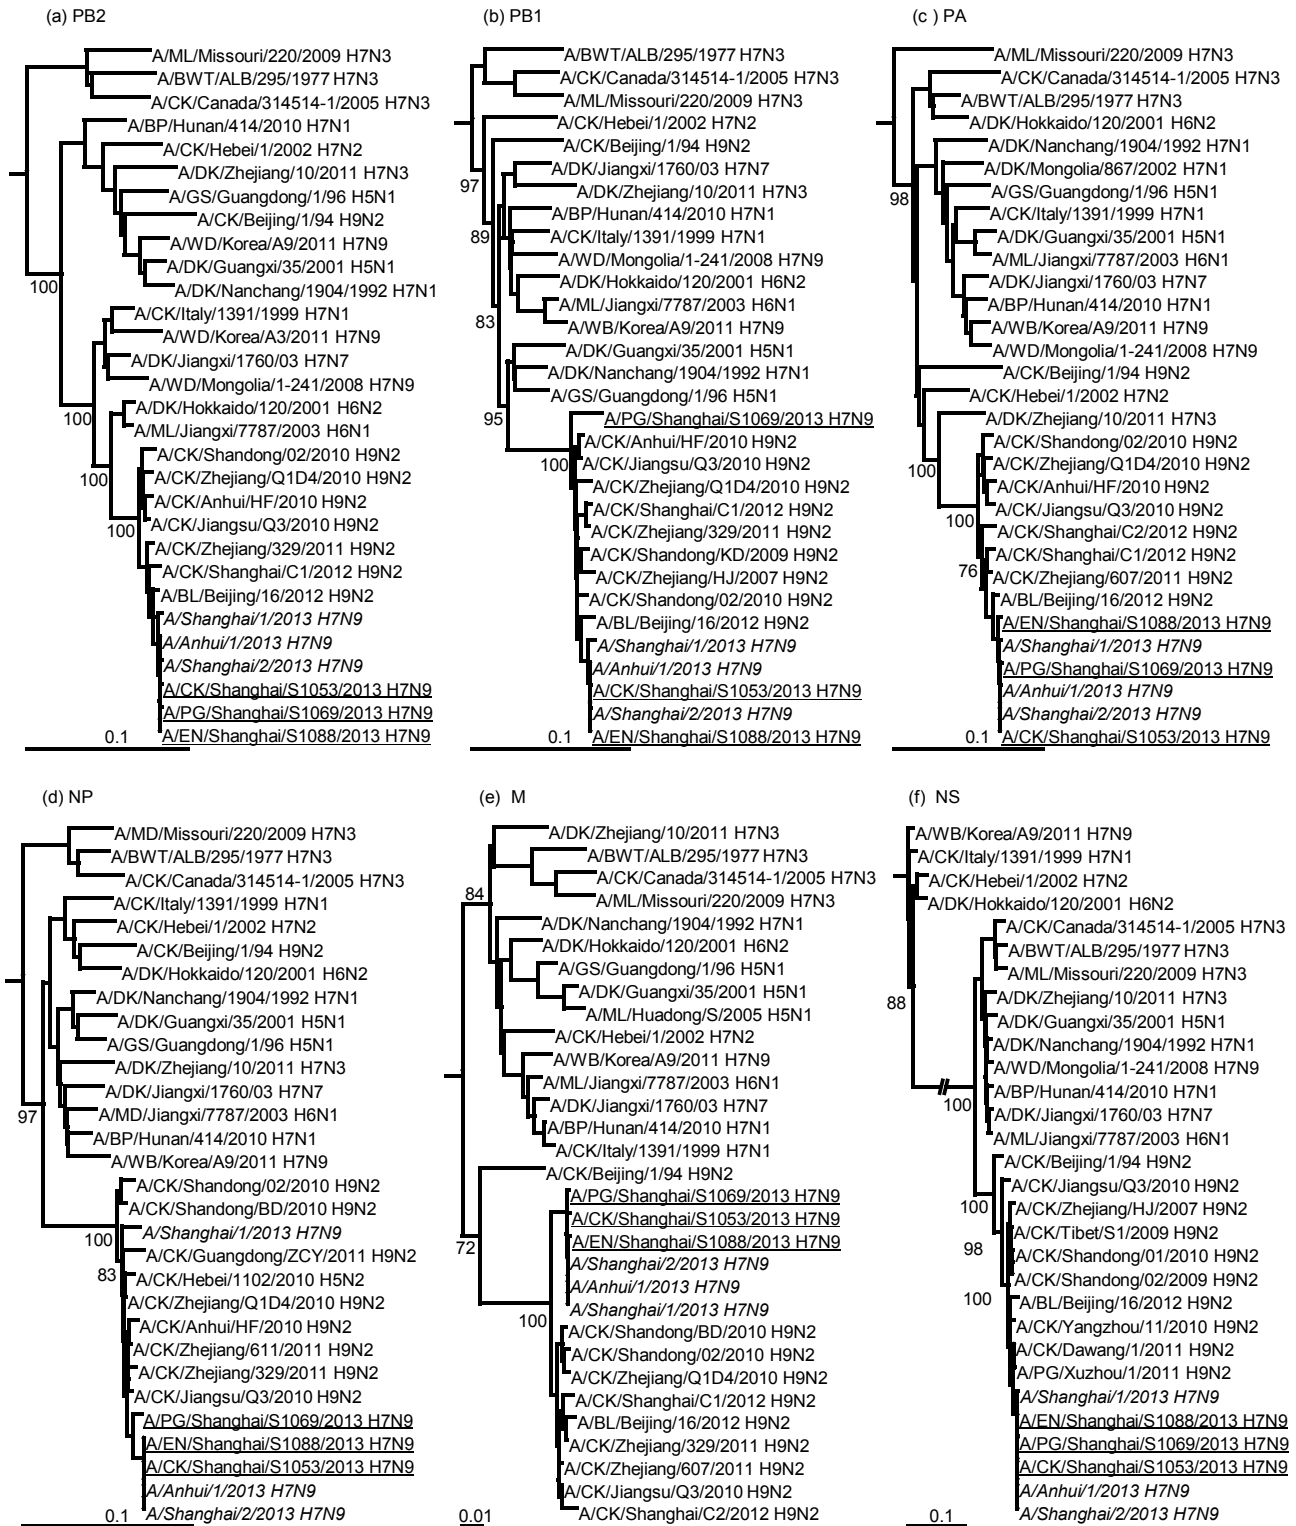 (a) PB2
A/ML/Missouri/220/2009 H7N3
A/BWT/ALB/295/1977 H7N3
A/CK/Canada/314514-1/2005 H7N3
A/BP/Hunan/414/2010 H7N1
A/CK/Hebei/1/2002 H7N2
A/DK/Zhejiang/10/2011 H7N3
A/GS/Guangdong/1/96 H5N1
A/CK/Beijing/1/94 H9N2
A/WD/Korea/A9/2011 H7N9
A/DK/Guangxi/35/2001 H5N1
100
A/DK/Nanchang/1904/1992 H7N1
A/CK/Italy/1391/1999 H7N1
A/WD/Korea/A3/2011 H7N9
A/DK/Jiangxi/1760/03 H7N7
A/WD/Mongolia/1-241/2008 H7N9
A/DK/Hokkaido/120/2001 H6N2
100
A/ML/Jiangxi/7787/2003 H6N1
A/CK/Shandong/02/2010 H9N2
100
A/CK/Zhejiang/Q1D4/2010 H9N2
A/CK/Anhui/HF/2010 H9N2
100
A/CK/Jiangsu/Q3/2010 H9N2
A/CK/Zhejiang/329/2011 H9N2
A/CK/Shanghai/C1/2012 H9N2
A/BL/Beijing/16/2012 H9N2
A/Shanghai/1/2013 H7N9
A/Anhui/1/2013 H7N9
A/Shanghai/2/2013 H7N9
A/CK/Shanghai/S1053/2013 H7N9
A/PG/Shanghai/S1069/2013 H7N9
A/EN/Shanghai/S1088/2013 H7N9
0.1
(b) PB1
A/BWT/ALB/295/1977 H7N3
A/CK/Canada/314514-1/2005 H7N3
A/ML/Missouri/220/2009 H7N3
A/CK/Hebei/1/2002 H7N2
A/CK/Beijing/1/94 H9N2
A/DK/Jiangxi/1760/03 H7N7
97
A/DK/Zhejiang/10/2011 H7N3
A/BP/Hunan/414/2010 H7N1
89
A/CK/Italy/1391/1999 H7N1
A/WD/Mongolia/1-241/2008 H7N9
A/DK/Hokkaido/120/2001 H6N2
A/ML/Jiangxi/7787/2003 H6N1
83
A/WB/Korea/A9/2011 H7N9
A/DK/Guangxi/35/2001 H5N1
A/DK/Nanchang/1904/1992 H7N1
A/GS/Guangdong/1/96 H5N1
95
A/PG/Shanghai/S1069/2013 H7N9
A/CK/Anhui/HF/2010 H9N2
100
A/CK/Jiangsu/Q3/2010 H9N2
A/CK/Zhejiang/Q1D4/2010 H9N2
A/CK/Shanghai/C1/2012 H9N2
A/CK/Zhejiang/329/2011 H9N2
A/CK/Shandong/KD/2009 H9N2
A/CK/Zhejiang/HJ/2007 H9N2
A/CK/Shandong/02/2010 H9N2
A/BL/Beijing/16/2012 H9N2
A/Shanghai/1/2013 H7N9
A/Anhui/1/2013 H7N9
A/CK/Shanghai/S1053/2013 H7N9
A/Shanghai/2/2013 H7N9
A/EN/Shanghai/S1088/2013 H7N9
0.1
(c ) PA
A/ML/Missouri/220/2009 H7N3
A/CK/Canada/314514-1/2005 H7N3
A/BWT/ALB/295/1977 H7N3
A/DK/Hokkaido/120/2001 H6N2
A/DK/Nanchang/1904/1992 H7N1
A/DK/Mongolia/867/2002 H7N1
A/GS/Guangdong/1/96 H5N1
98
A/CK/Italy/1391/1999 H7N1
A/DK/Guangxi/35/2001 H5N1
A/ML/Jiangxi/7787/2003 H6N1
A/DK/Jiangxi/1760/03 H7N7
A/BP/Hunan/414/2010 H7N1
A/WB/Korea/A9/2011 H7N9
A/WD/Mongolia/1-241/2008 H7N9
A/CK/Beijing/1/94 H9N2
A/CK/Hebei/1/2002 H7N2
A/DK/Zhejiang/10/2011 H7N3
A/CK/Shandong/02/2010 H9N2
100
A/CK/Zhejiang/Q1D4/2010 H9N2
A/CK/Anhui/HF/2010 H9N2
A/CK/Jiangsu/Q3/2010 H9N2
100
A/CK/Shanghai/C2/2012 H9N2
A/CK/Shanghai/C1/2012 H9N2
76
A/CK/Zhejiang/607/2011 H9N2
A/BL/Beijing/16/2012 H9N2
A/EN/Shanghai/S1088/2013 H7N9
A/Shanghai/1/2013 H7N9
A/PG/Shanghai/S1069/2013 H7N9
A/Anhui/1/2013 H7N9
A/Shanghai/2/2013 H7N9
A/CK/Shanghai/S1053/2013 H7N9
0.1
(d) NP
A/MD/Missouri/220/2009 H7N3
A/BWT/ALB/295/1977 H7N3
A/CK/Canada/314514-1/2005 H7N3
A/CK/Italy/1391/1999 H7N1
A/CK/Hebei/1/2002 H7N2
A/CK/Beijing/1/94 H9N2
A/DK/Hokkaido/120/2001 H6N2
A/DK/Nanchang/1904/1992 H7N1
A/DK/Guangxi/35/2001 H5N1
A/GS/Guangdong/1/96 H5N1
A/DK/Zhejiang/10/2011 H7N3
A/DK/Jiangxi/1760/03 H7N7
97
A/MD/Jiangxi/7787/2003 H6N1
A/BP/Hunan/414/2010 H7N1
A/WB/Korea/A9/2011 H7N9
A/CK/Shandong/02/2010 H9N2
A/CK/Shandong/BD/2010 H9N2
A/Shanghai/1/2013 H7N9
100
A/CK/Guangdong/ZCY/2011 H9N2
83
A/CK/Hebei/1102/2010 H5N2
A/CK/Zhejiang/Q1D4/2010 H9N2
A/CK/Anhui/HF/2010 H9N2
A/CK/Zhejiang/611/2011 H9N2
A/CK/Zhejiang/329/2011 H9N2
A/CK/Jiangsu/Q3/2010 H9N2
A/PG/Shanghai/S1069/2013 H7N9
A/EN/Shanghai/S1088/2013 H7N9
A/CK/Shanghai/S1053/2013 H7N9
A/Anhui/1/2013 H7N9
A/Shanghai/2/2013 H7N9
0.1
(e) M
A/DK/Zhejiang/10/2011 H7N3
A/BWT/ALB/295/1977 H7N3
A/CK/Canada/314514-1/2005 H7N3
84
A/ML/Missouri/220/2009 H7N3
A/DK/Nanchang/1904/1992 H7N1
A/DK/Hokkaido/120/2001 H6N2
A/GS/Guangdong/1/96 H5N1
A/DK/Guangxi/35/2001 H5N1
A/ML/Huadong/S/2005 H5N1
A/CK/Hebei/1/2002 H7N2
A/WB/Korea/A9/2011 H7N9
A/ML/Jiangxi/7787/2003 H6N1
A/DK/Jiangxi/1760/03 H7N7
A/BP/Hunan/414/2010 H7N1
A/CK/Italy/1391/1999 H7N1
A/CK/Beijing/1/94 H9N2
A/PG/Shanghai/S1069/2013 H7N9
A/CK/Shanghai/S1053/2013 H7N9
72
A/EN/Shanghai/S1088/2013 H7N9
A/Shanghai/2/2013 H7N9
A/Anhui/1/2013 H7N9
A/Shanghai/1/2013 H7N9
100
A/CK/Shandong/BD/2010 H9N2
A/CK/Shandong/02/2010 H9N2
A/CK/Zhejiang/Q1D4/2010 H9N2
A/CK/Shanghai/C1/2012 H9N2
A/BL/Beijing/16/2012 H9N2
A/CK/Zhejiang/329/2011 H9N2
A/CK/Zhejiang/607/2011 H9N2
A/CK/Jiangsu/Q3/2010 H9N2
A/CK/Shanghai/C2/2012 H9N2
0.01
(f) NS
A/WB/Korea/A9/2011 H7N9
A/CK/Italy/1391/1999 H7N1
A/CK/Hebei/1/2002 H7N2
A/DK/Hokkaido/120/2001 H6N2
A/CK/Canada/314514-1/2005 H7N3
A/BWT/ALB/295/1977 H7N3
A/ML/Missouri/220/2009 H7N3
88
A/DK/Zhejiang/10/2011 H7N3
A/DK/Guangxi/35/2001 H5N1
A/DK/Nanchang/1904/1992 H7N1
A/WD/Mongolia/1-241/2008 H7N9
A/BP/Hunan/414/2010 H7N1
100
A/DK/Jiangxi/1760/03 H7N7
A/ML/Jiangxi/7787/2003 H6N1
A/CK/Beijing/1/94 H9N2
A/CK/Jiangsu/Q3/2010 H9N2
100
A/CK/Zhejiang/HJ/2007 H9N2
A/CK/Tibet/S1/2009 H9N2
98
A/CK/Shandong/01/2010 H9N2
A/CK/Shandong/02/2009 H9N2
100
A/BL/Beijing/16/2012 H9N2
A/CK/Yangzhou/11/2010 H9N2
A/CK/Dawang/1/2011 H9N2
A/PG/Xuzhou/1/2011 H9N2
A/Shanghai/1/2013 H7N9
A/EN/Shanghai/S1088/2013 H7N9
A/PG/Shanghai/S1069/2013 H7N9
A/CK/Shanghai/S1053/2013 H7N9
A/Anhui/1/2013 H7N9
A/Shanghai/2/2013 H7N9
0.1